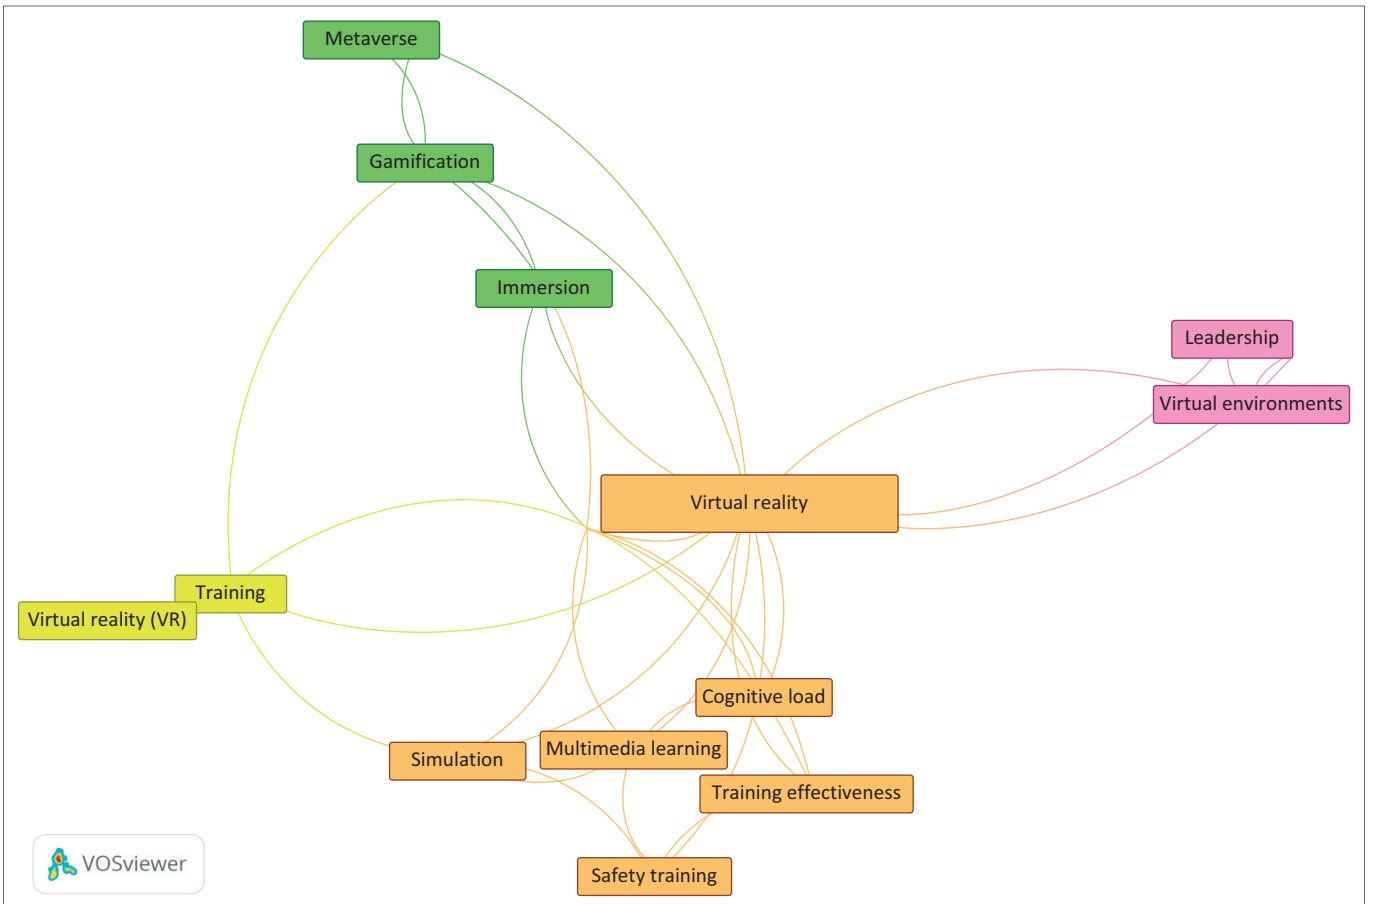 Metaverse
Gamification
Immersion
Leadership
Virtual environments
Virtual reality
Training
Virtual reality (VR)
Cognitive load
Multimedia learning
Simulation
Training effectiveness
VOSviewer
Safety training